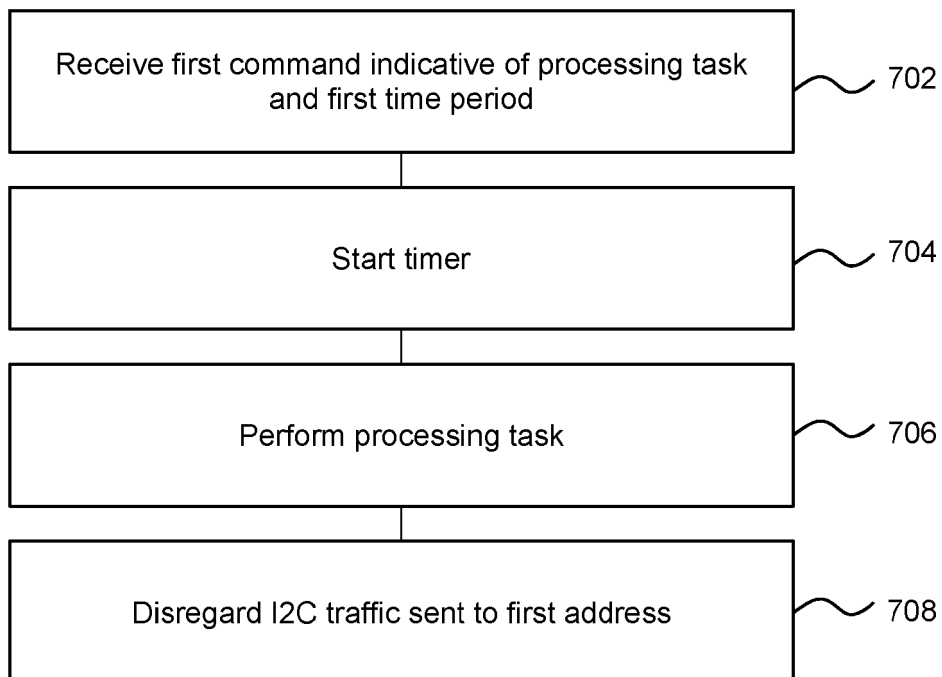 Receive first command indicative of processing task
and first time period
702
Start timer
704
Perform processing task
706
Disregard I2C traffic sent to first address
708